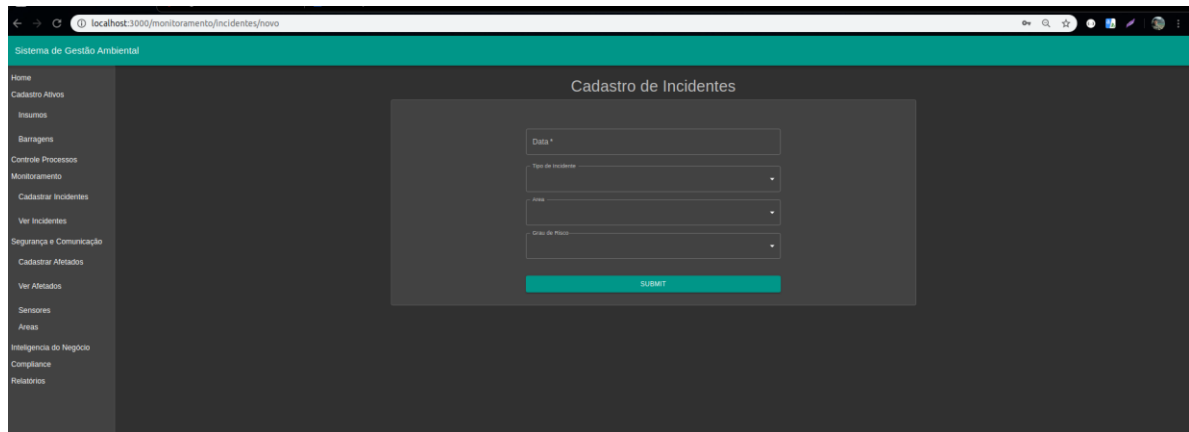 localhost:3000/monitoramento/incidentes/novo
Sistema de Gestão Ambiental
Home
Cadastro Ativos
Insumos
Barragens
Controle Processos
Monitoramento
Cadastrar Incidentes
Ver Incidentes
Segurança e Comunicação
Cadastrar Afetados
Ver Afetados
Sensores
Areas
Inteligencia do Negócio
Compliance
Relatórios
Cadastro de Incidentes
Data *
Tipo de Incidente
Area
Grau de Risco
SUBMIT